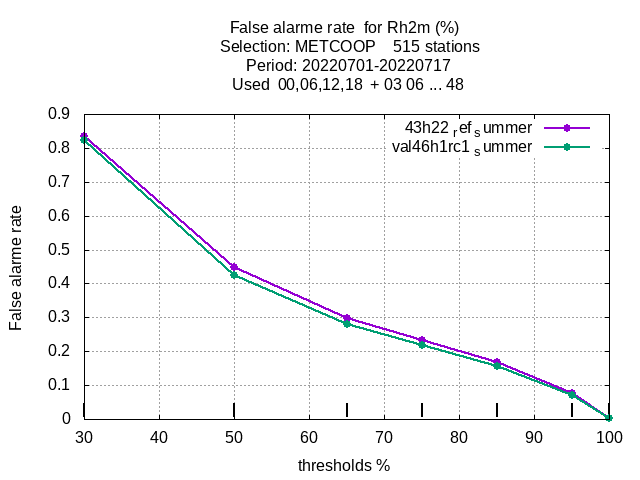 False alarme rate  for Rh2m (%)
Selection: METCOOP    515 stations
Period: 20220701-20220717
Used  00,06,12,18  + 03 06 ... 48
43h22 ref summer
val46h1rc1 summer
False alarme rate
0.9
0.8
0.7
0.6
0.5
0.4
0.3
0.2
0.1
0
30 40 50 60 70 80 90 100
thresholds %